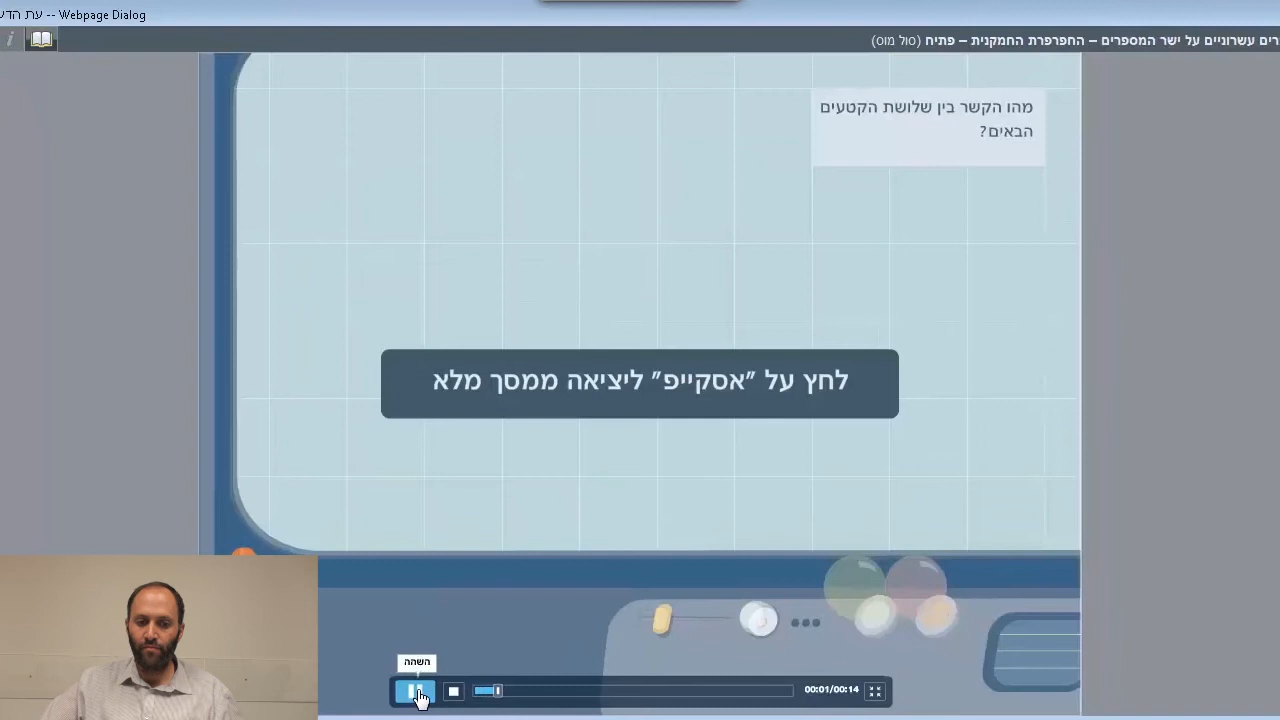 עת הדע -- Webpage Dialog
רים עשרוניים על ישר המספרים – החפרפרת החמקנית – פתיח (סול מוס)
מהו הקשר בין שלושת הקטעים
הבאים?
לחץ על "אסקייפ" ליציאה ממסך מלא
השהה
00:01/00:14